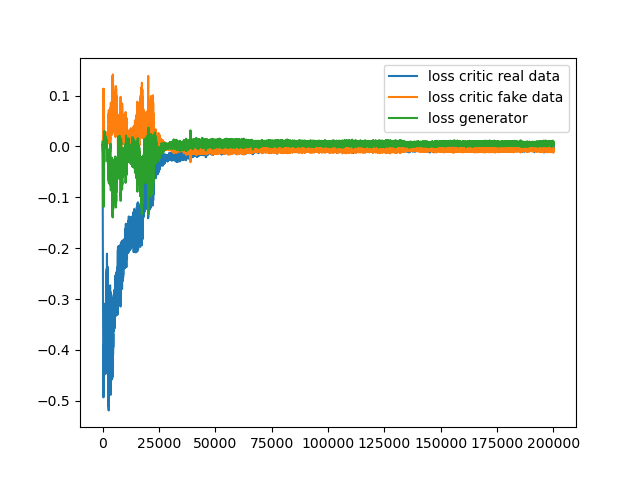 loss critic real data
loss critic fake data
loss generator
0.1
0.0
−0.1
−0.2
−0.3
−0.4
−0.5
0 25000 50000 75000 100000 125000 150000 175000 200000